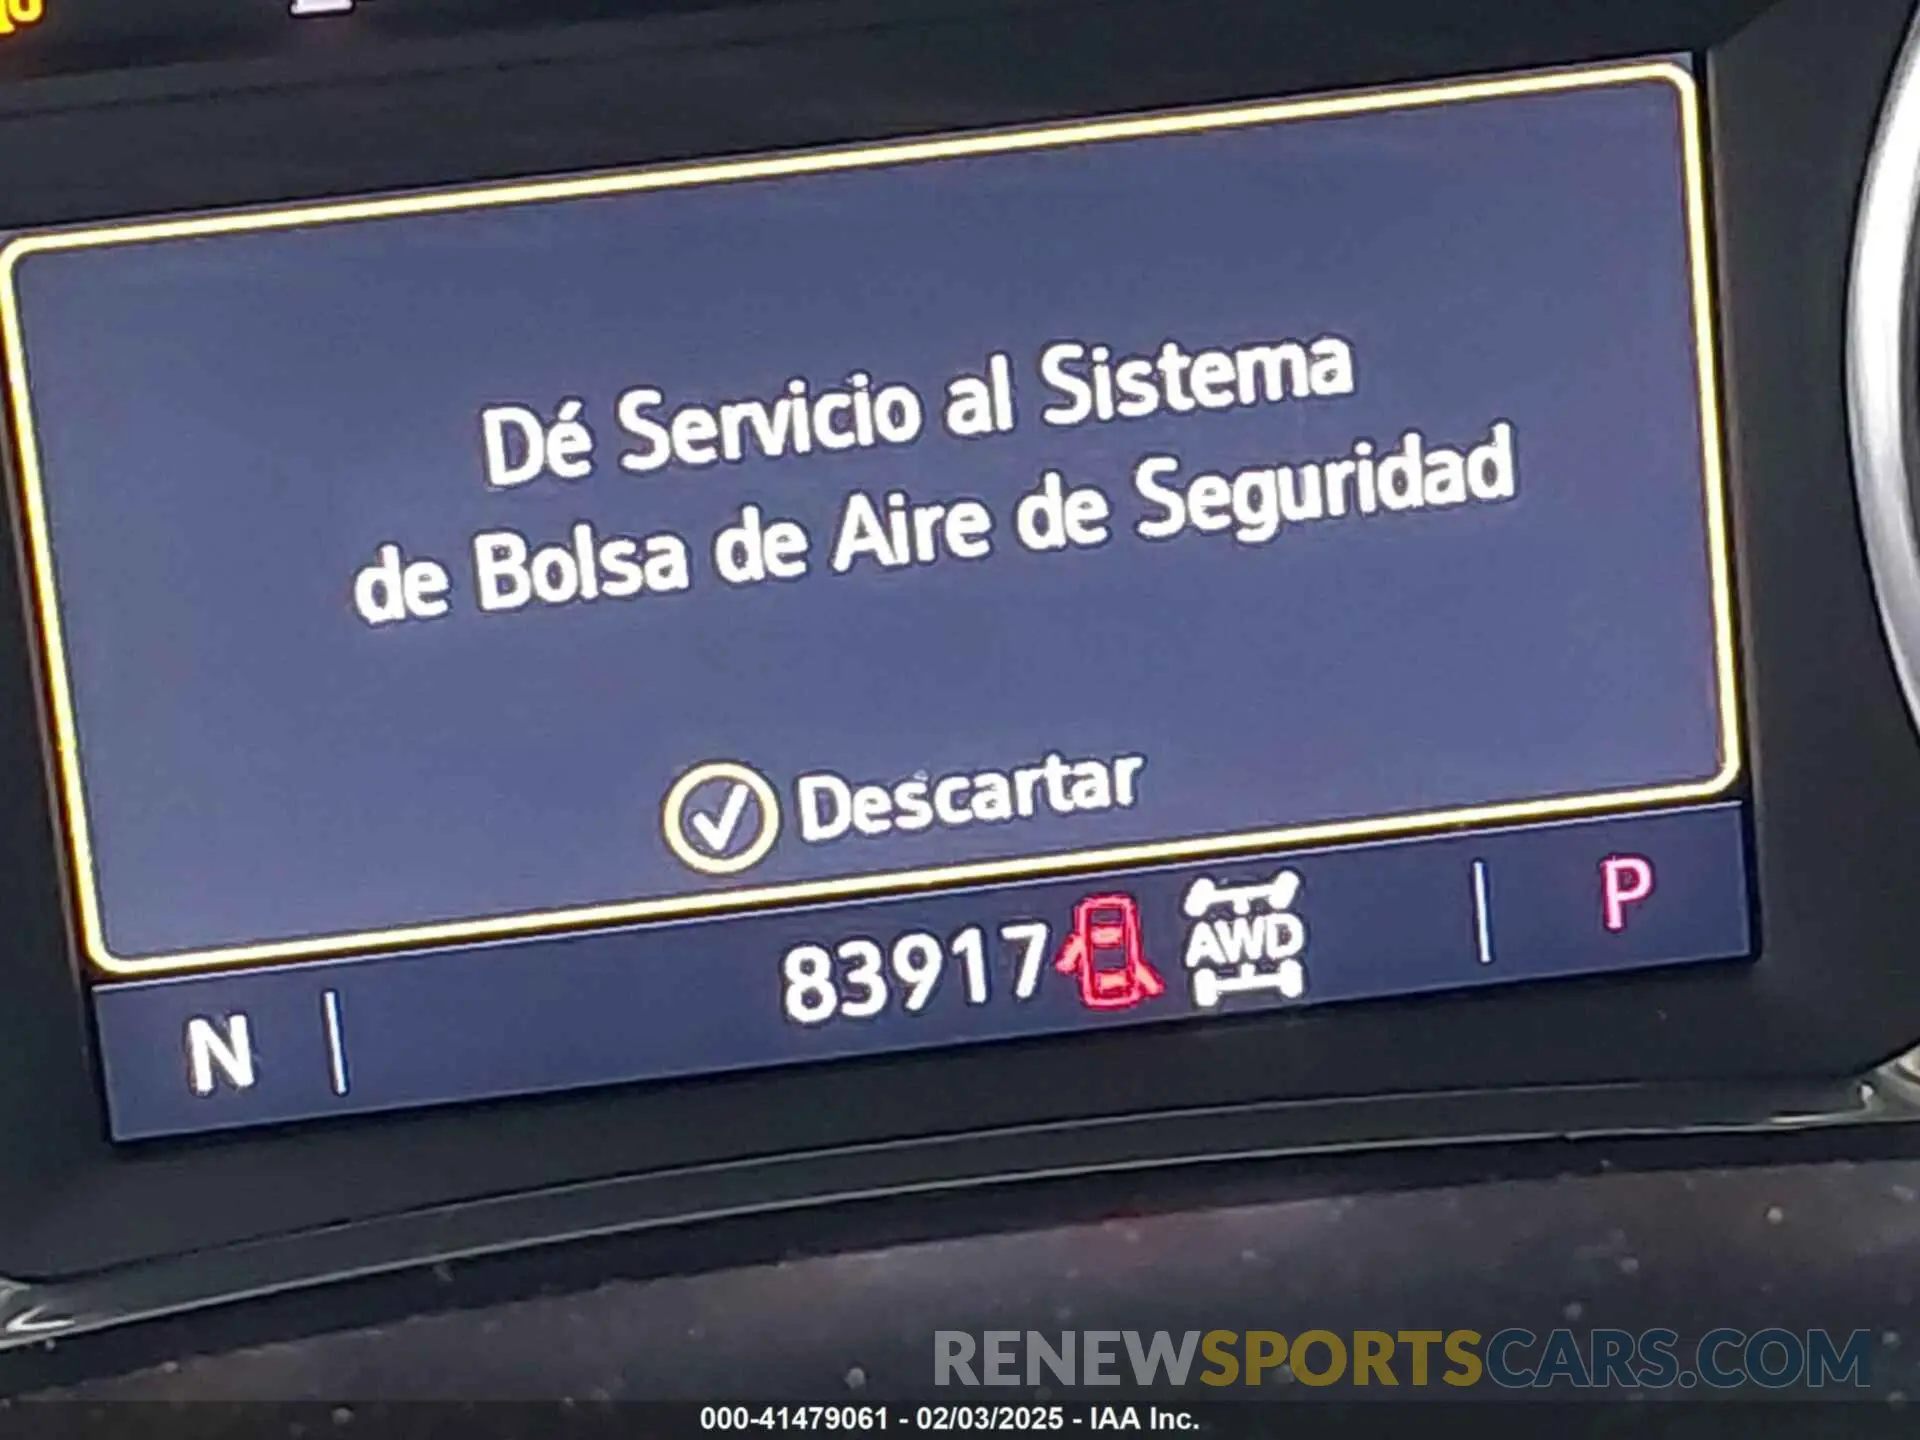 Dé Servicio al Sistema
de Bolsa de Aire de Seguridad
Descartar
83917 AWD
N P
RENEWSPORTSCARS.COM
000-41479061 - 02/03/2025 - IAA Inc.